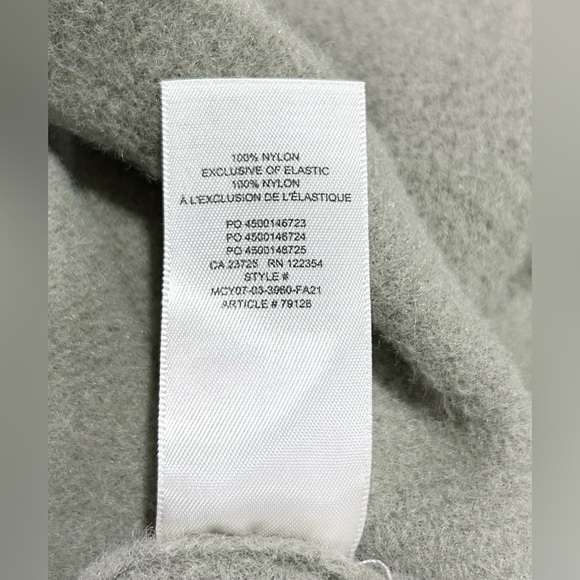 100% NYLON
EXCLUSIVE OF ELASTIC
100% NYLON
À L'EXCLUSION DE L'ÉLASTIQUE
PO 4500146723
PO 4500146724
PO 4500146725
CA 23725 RN 122354
STYLE #
MCY07-03-3960-FA21
ARTICLE # 79128